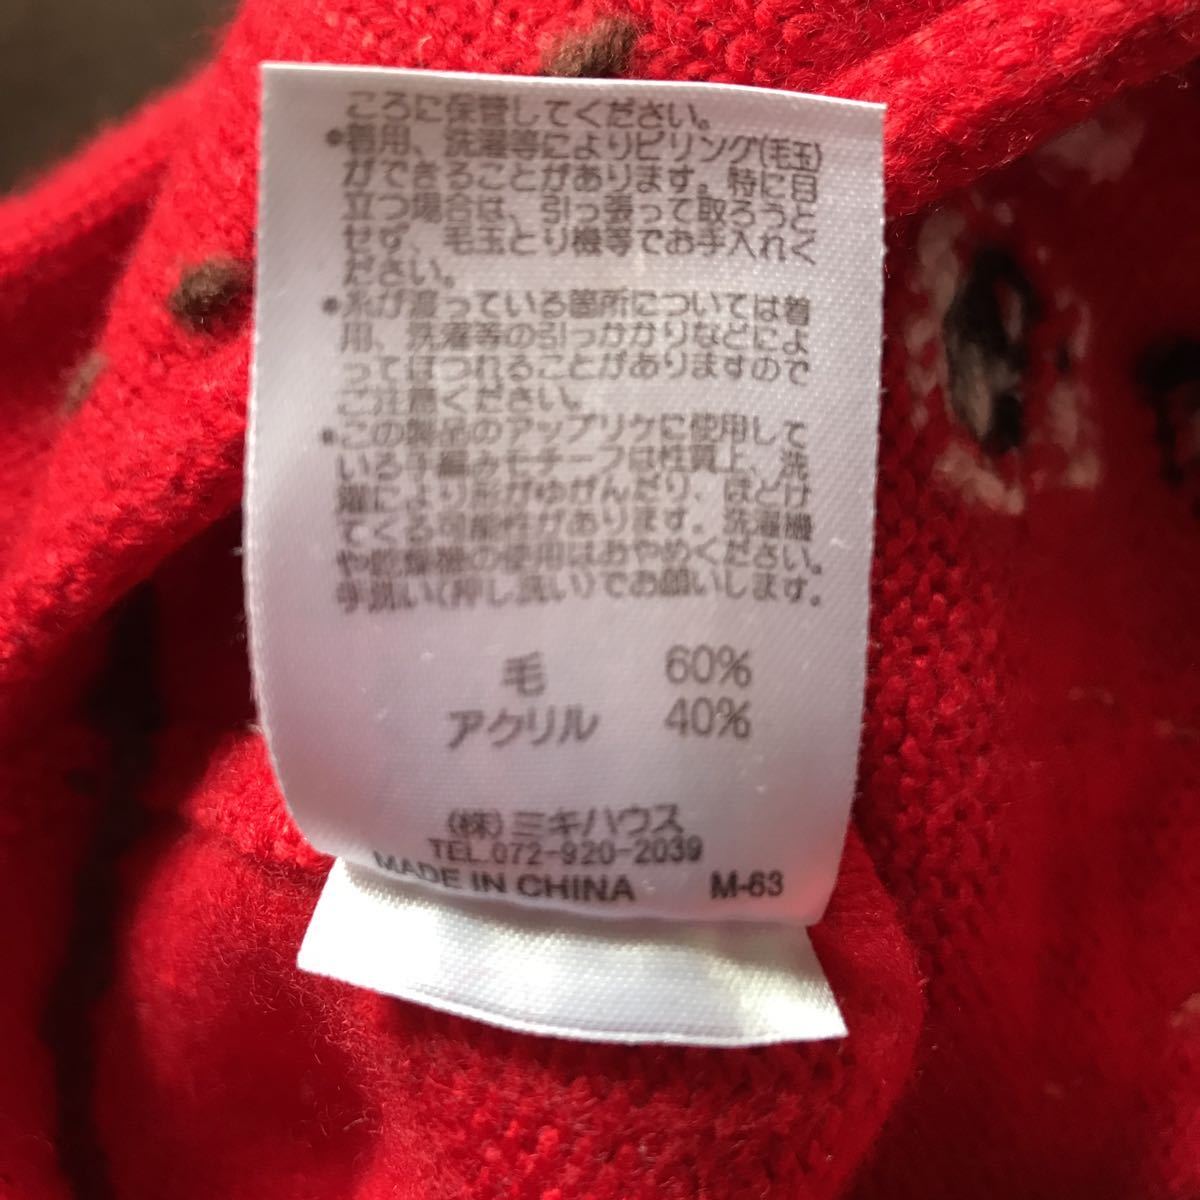 ころに保管してください。
●着用、洗濯等によりピリング(毛玉)
ができることがあります。特に目
立つ場合は、引っ張って取ろうと
せず、毛玉とり機等でお手入れく
ださい。
●糸が渡っている箇所については着
用、洗濯等の引っかかりなどによ
ってほつれることがありますので
ご注意ください。
●この製品のアップリケに使用して
いる手編みモチーフは性質上、洗
濯により形がゆがんだり、ほどけ
てくる可能性があります。洗濯機
や乾燥機の使用はおやめください。
手洗い(押し洗い)でお願いします。
毛 60%
アクリル 40%
(株)ミキハウス
TEL.072-920-2039
MADE IN CHINA M-63